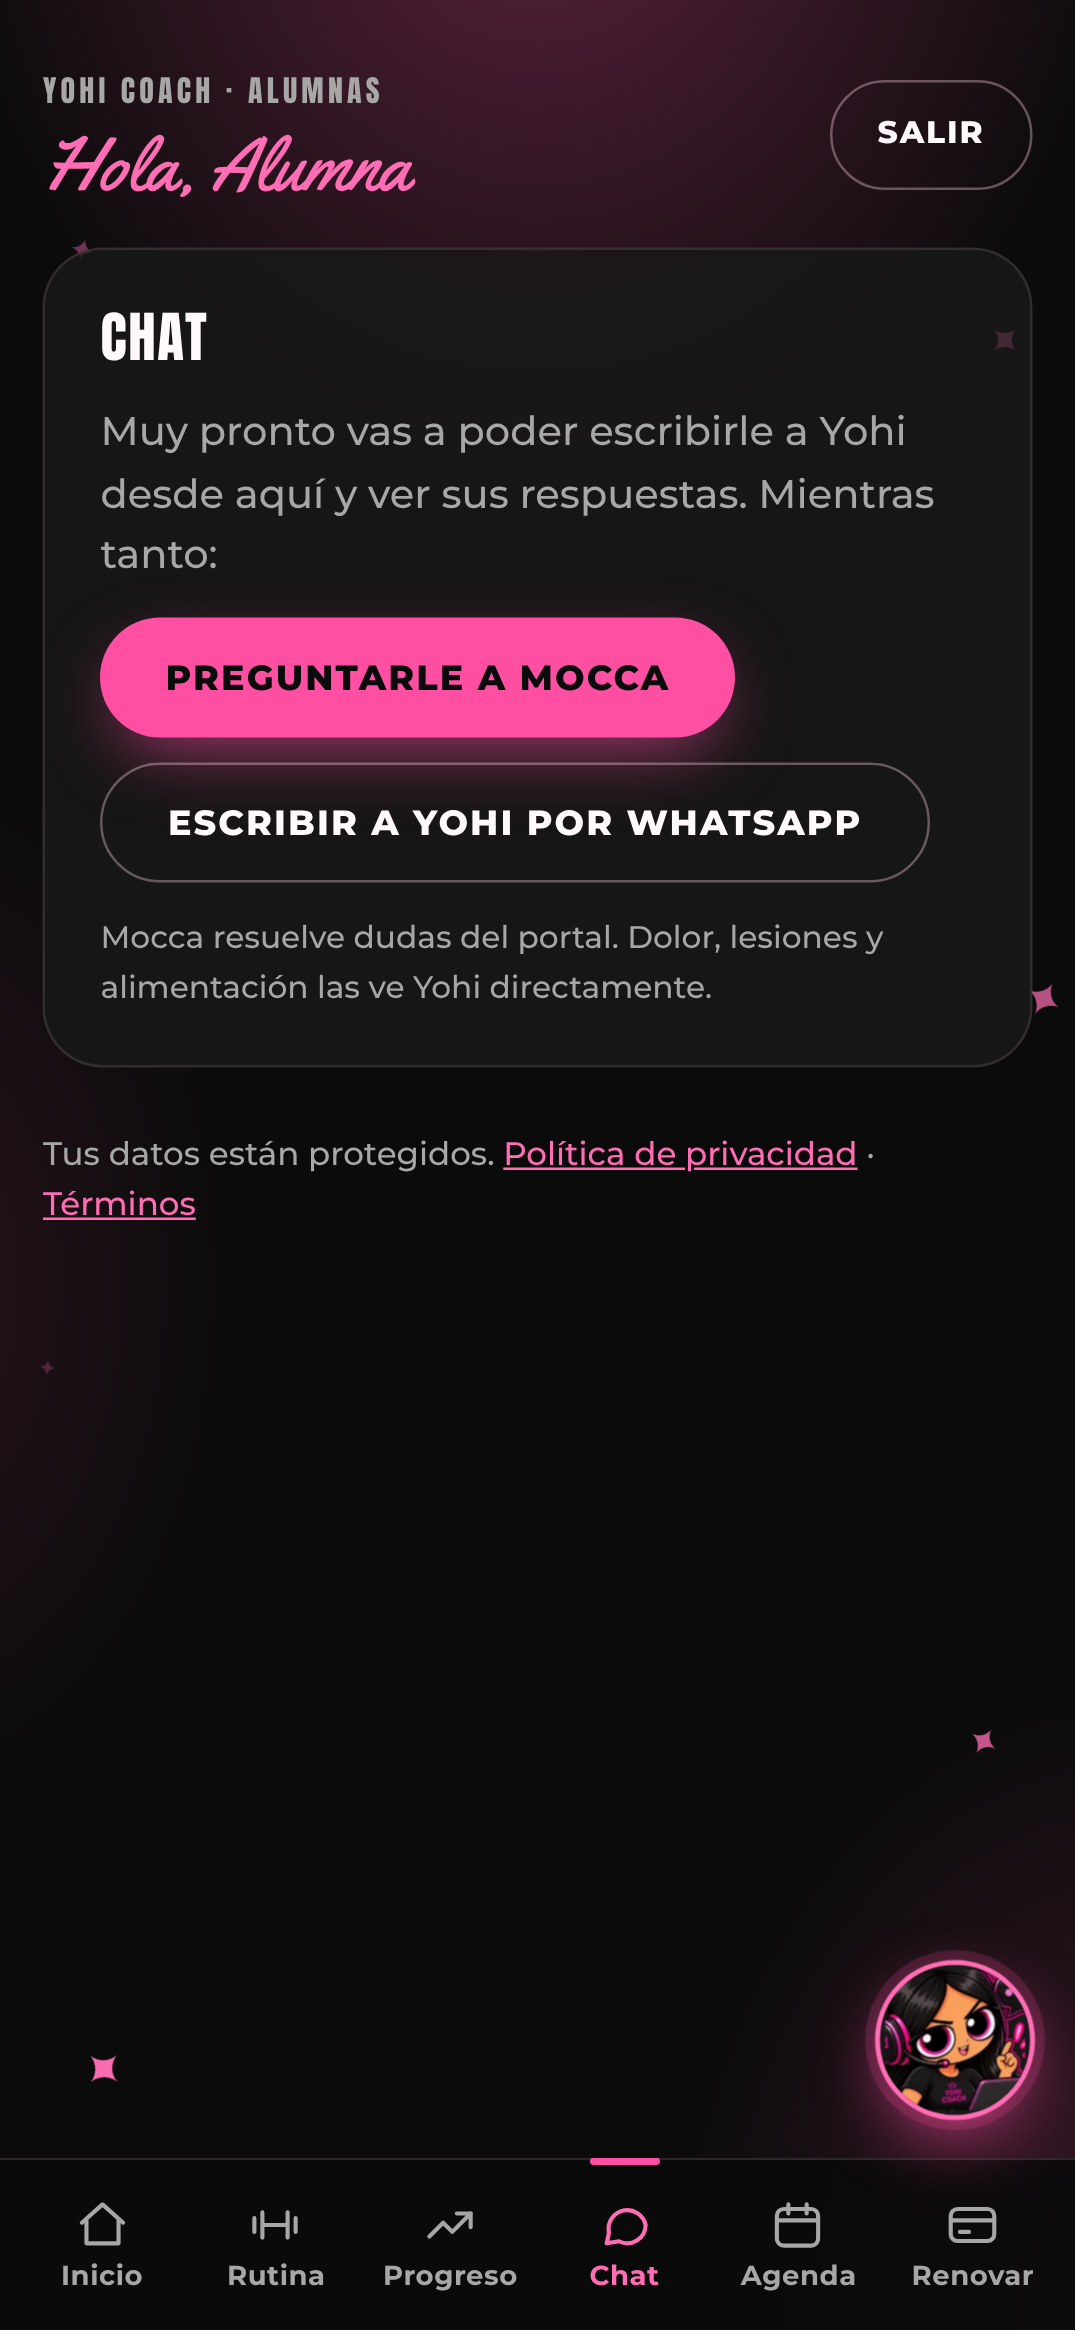 YOHI COACH · ALUMNAS
Hola, Alumna
SALIR
CHAT
Muy pronto vas a poder escribirle a Yohi
desde aquí y ver sus respuestas. Mientras
tanto:
PREGUNTARLE A MOCCA
ESCRIBIR A YOHI POR WHATSAPP
Mocca resuelve dudas del portal. Dolor, lesiones y
alimentación las ve Yohi directamente.
Tus datos están protegidos. Política de privacidad ·
Términos
YOHI
COACH
Inicio
Rutina
Progreso
Chat
Agenda
Renovar